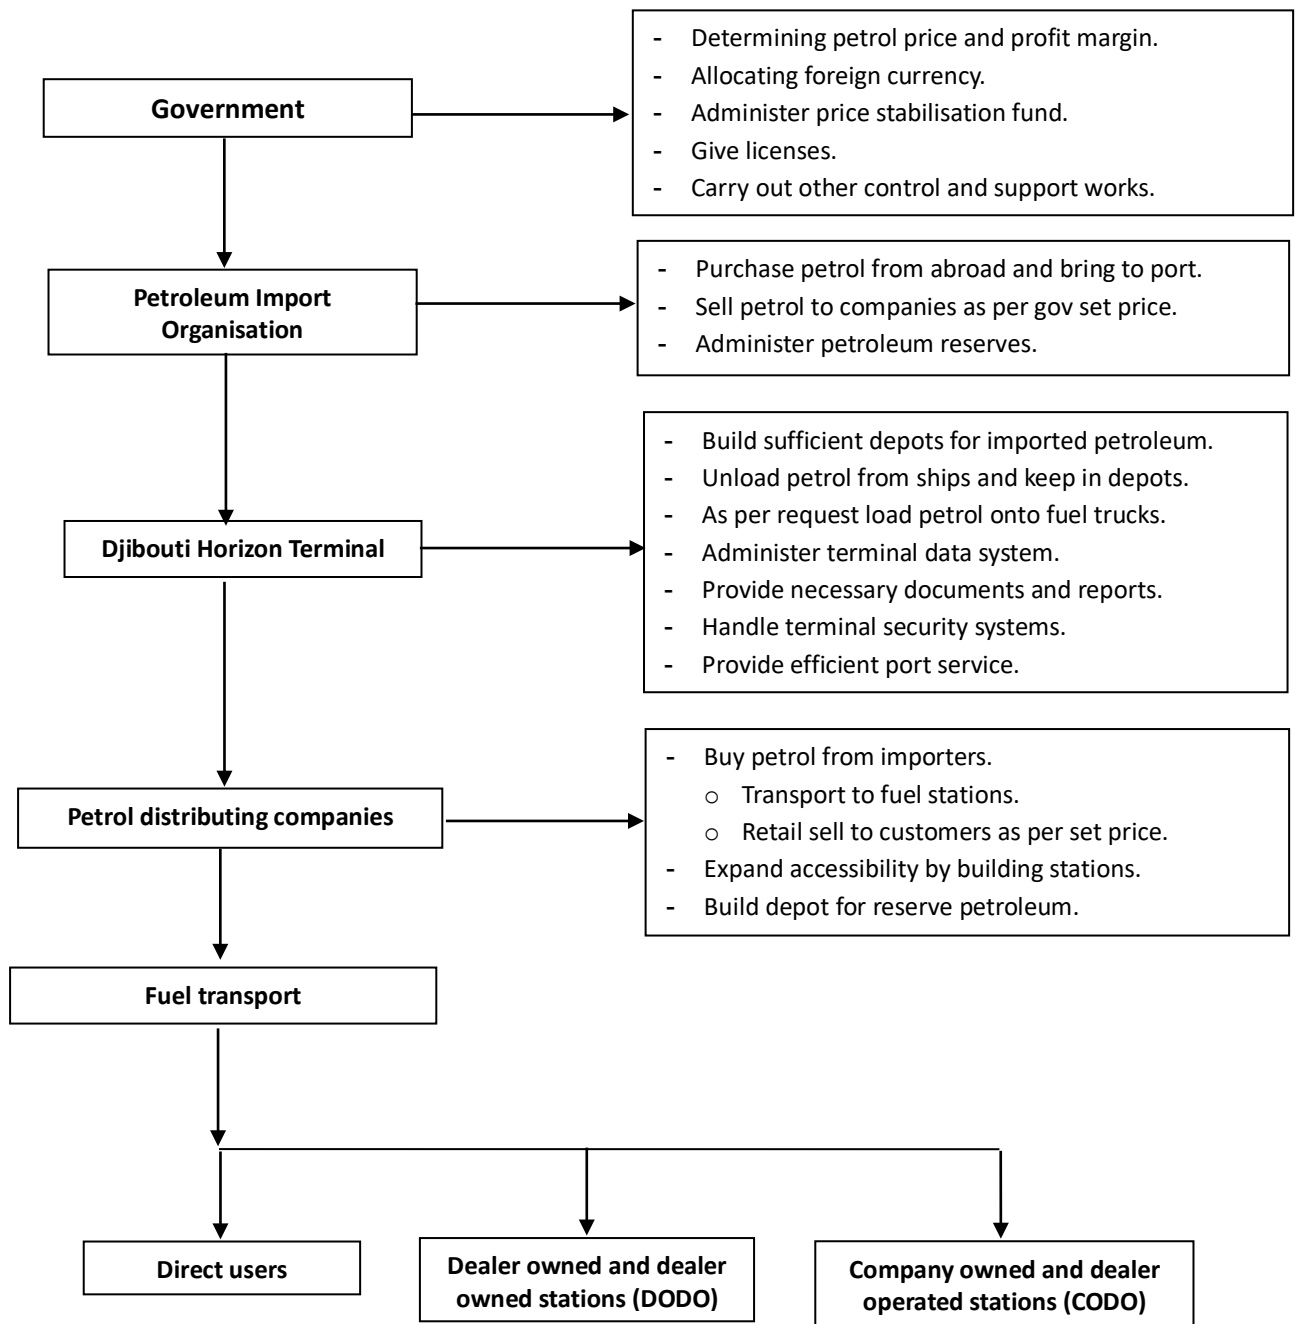 Government
- Determining petrol price and profit margin.
- Allocating foreign currency.
- Administer price stabilisation fund.
- Give licenses.
- Carry out other control and support works.
Petroleum Import
Organisation
- Purchase petrol from abroad and bring to port.
- Sell petrol to companies as per gov set price.
- Administer petroleum reserves.
Djibouti Horizon Terminal
- Build sufficient depots for imported petroleum.
- Unload petrol from ships and keep in depots.
- As per request load petrol onto fuel trucks.
- Administer terminal data system.
- Provide necessary documents and reports.
- Handle terminal security systems.
- Provide efficient port service.
Petrol distributing companies
- Buy petrol from importers.
o Transport to fuel stations.
o Retail sell to customers as per set price.
- Expand accessibility by building stations.
- Build depot for reserve petroleum.
Fuel transport
Direct users
Dealer owned and dealer
owned stations (DODO)
Company owned and dealer
operated stations (CODO)